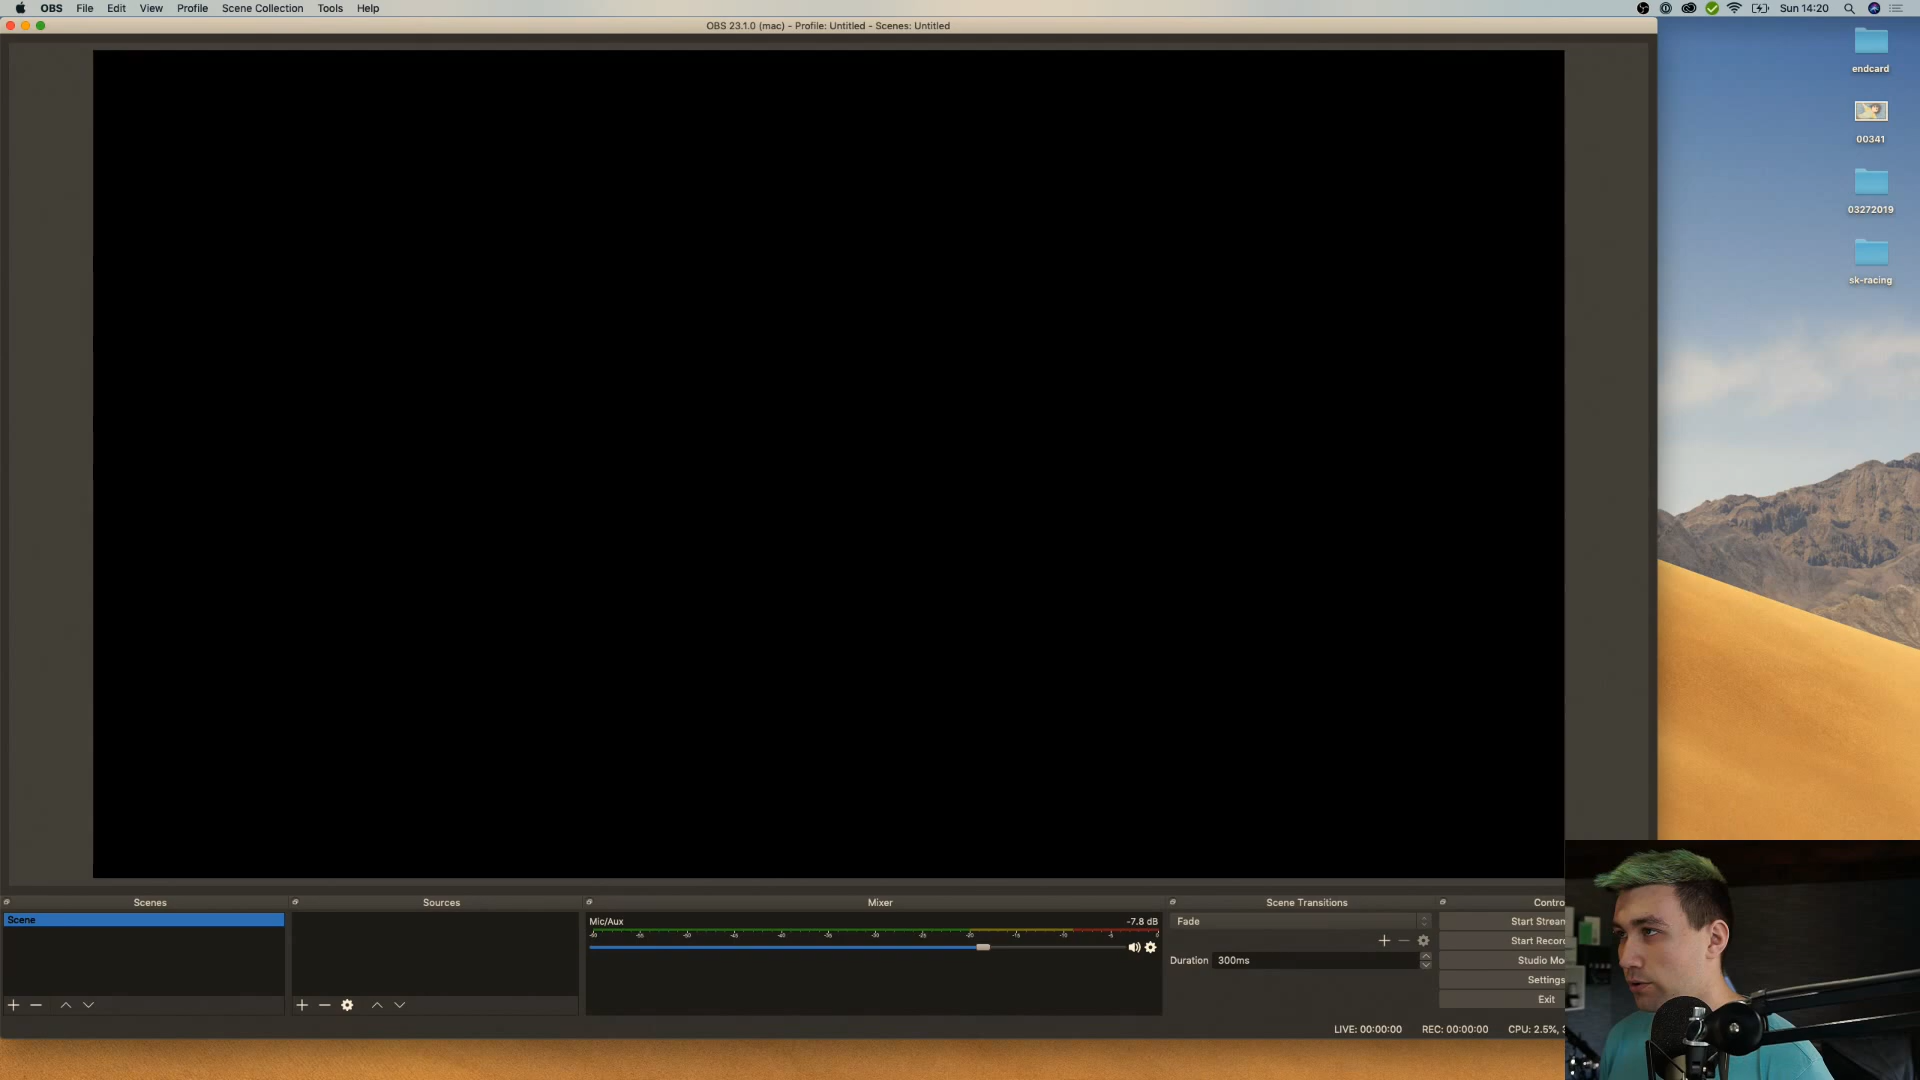 OBS File Edit View Profile Scene Collection Tools Help
Sun 14:20
OBS 23.1.0 (mac) - Profile: Untitled - Scenes: Untitled
endcard
00341
03272019
sk-racing
Scenes
Sources
Mixer
Scene Transitions
Contro
Scene
Mic/Aux
-7.8 dB
Fade
Duration 300ms
Start Stream
Start Recor
Studio Mo
Settings
Exit
LIVE: 00:00:00 REC: 00:00:00 CPU: 2.5%,